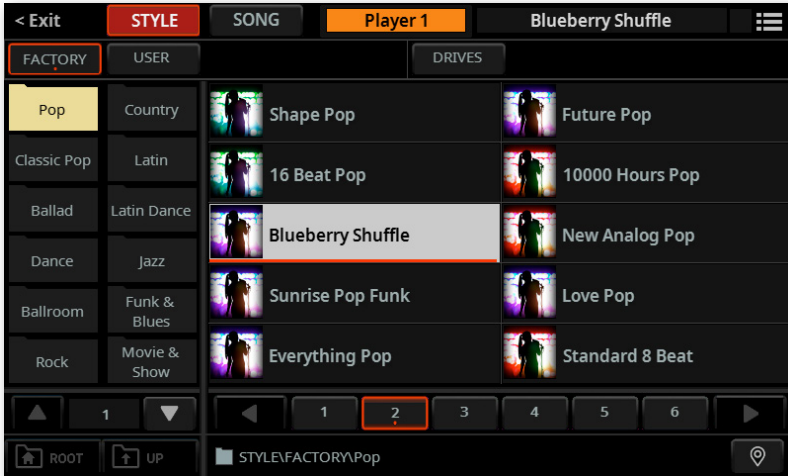 < Exit STYLE SONG Player 1 Blueberry Shuffle
FACTORY USER DRIVES
Pop Country
Classic Pop Latin
Ballad Latin Dance
Dance Jazz
Ballroom Funk &
Blues
Rock Movie &
Show
1
Shape Pop Future Pop
16 Beat Pop 10000 Hours Pop
Blueberry Shuffle New Analog Pop
Sunrise Pop Funk Love Pop
Everything Pop Standard 8 Beat
1 2 3 4 5 6
ROOT UP STYLE\FACTORY\Pop